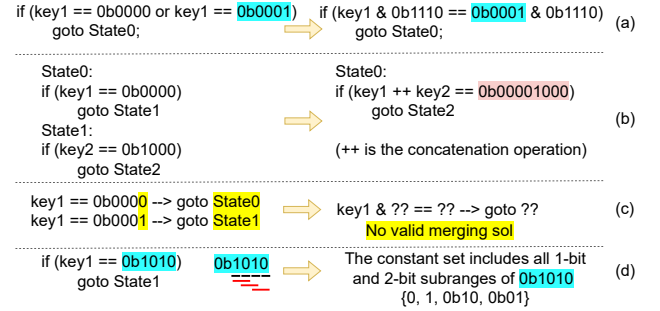 if (key1 == 0b0000 or key1 == 0b0001)
goto State0;
if (key1 & 0b1110 == 0b0001 & 0b1110)
goto State0;
(a)
State0:
if (key1 == 0b0000)
goto State1
State1:
if (key2 == 0b1000)
goto State2
State0:
if (key1 ++ key2 == 0b00001000)
goto State2
(++ is the concatenation operation)
(b)
key1 == 0b0000 --> goto State0
key1 == 0b0001 --> goto State1
key1 & ?? == ?? --> goto ??
No valid merging sol
(c)
if (key1 == 0b1010)
goto State1
0b1010
The constant set includes all 1-bit
and 2-bit subranges of 0b1010
{0, 1, 0b10, 0b01}
(d)